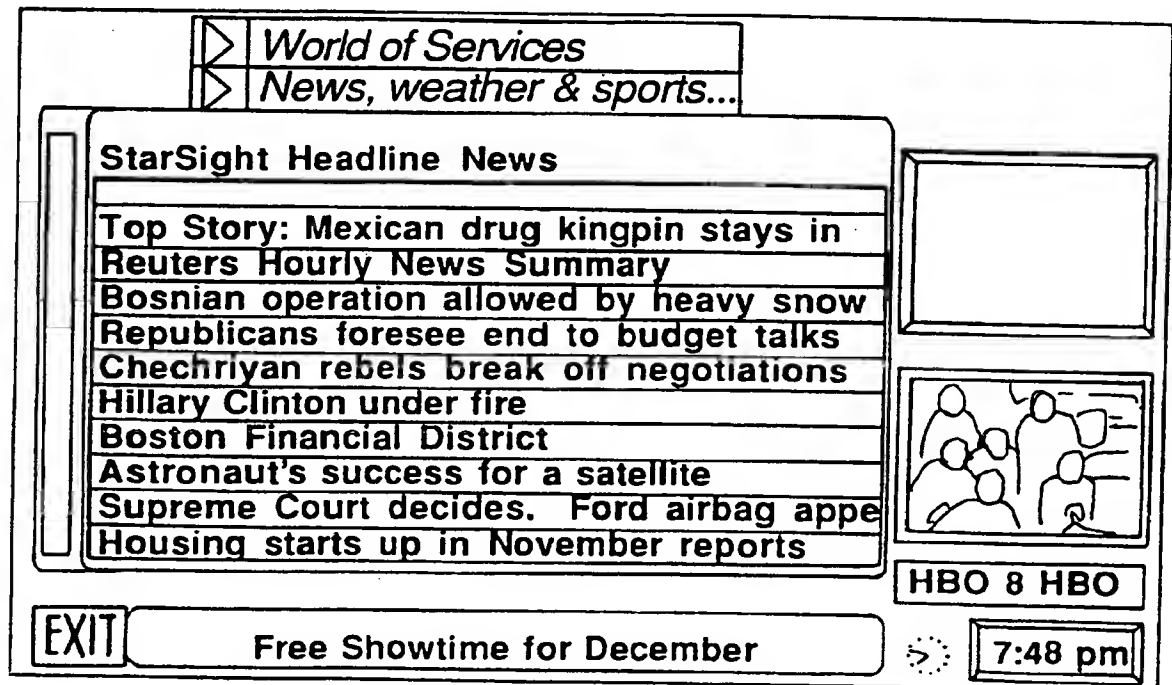 World of Services
News, weather & sports...
StarSight Headline News
Top Story: Mexican drug kingpin stays in
Reuters Hourly News Summary
Bosnian operation allowed by heavy snow
Republicans foresee end to budget talks
Chechriyan rebels break off negotiations
Hillary Clinton under fire
Boston Financial District
Astronaut's success for a satellite
Supreme Court decides. Ford airbag appe
Housing starts up in November reports
HBO 8 HBO
EXIT
Free Showtime for December
7:48 pm